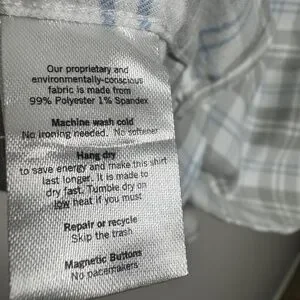 Our proprietary and
environmentally-conscious
fabric is made from
99% Polyester 1% Spandex
Machine wash cold
No ironing needed. No softener
Hang dry
to save energy and make this shirt
last longer. It is made to
dry fast. Tumble dry on
low heat if you must
Repair or recycle
Skip the trash
Magnetic Buttons
No pacemakers